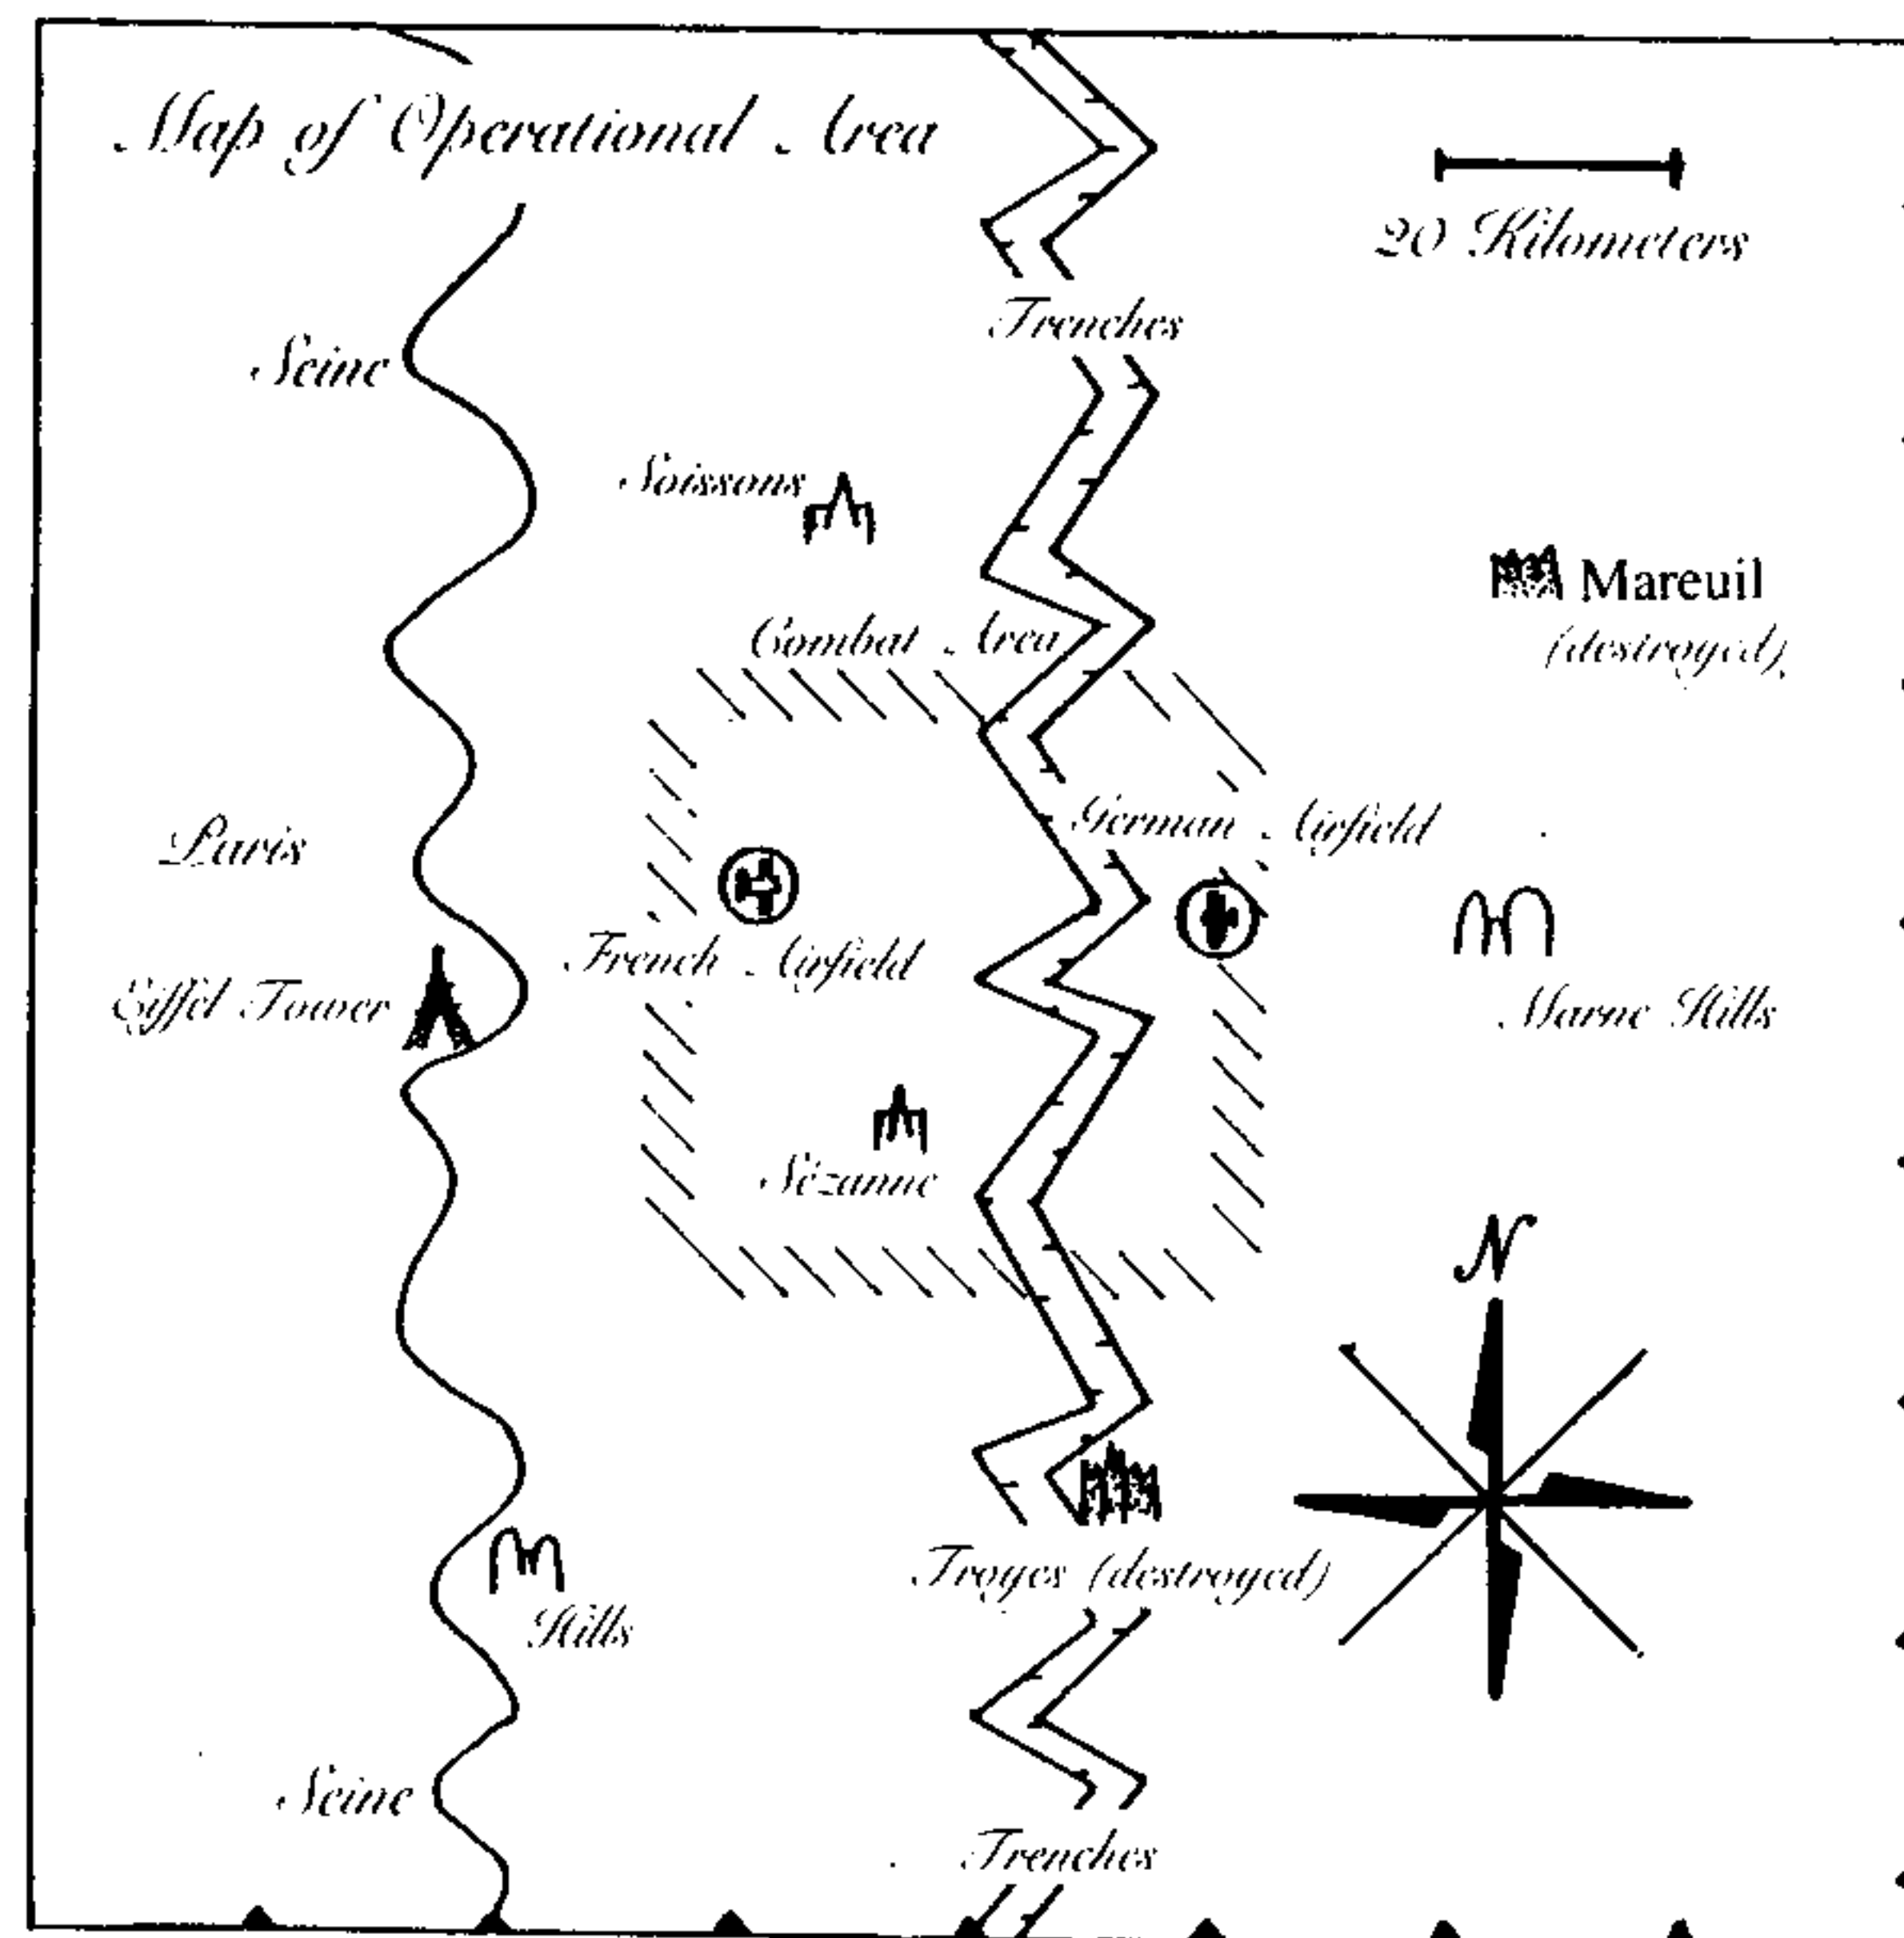 Map of Operational Area
20 Kilometers
Trenches
Seine
Soissons
Mareuil
(destroyed)
Combat Area
German Airfield
Paris
French Airfield
Eiffel Tower
Marne Hills
Sézanne
N
Troyes (destroyed)
Hills
Seine
Trenches